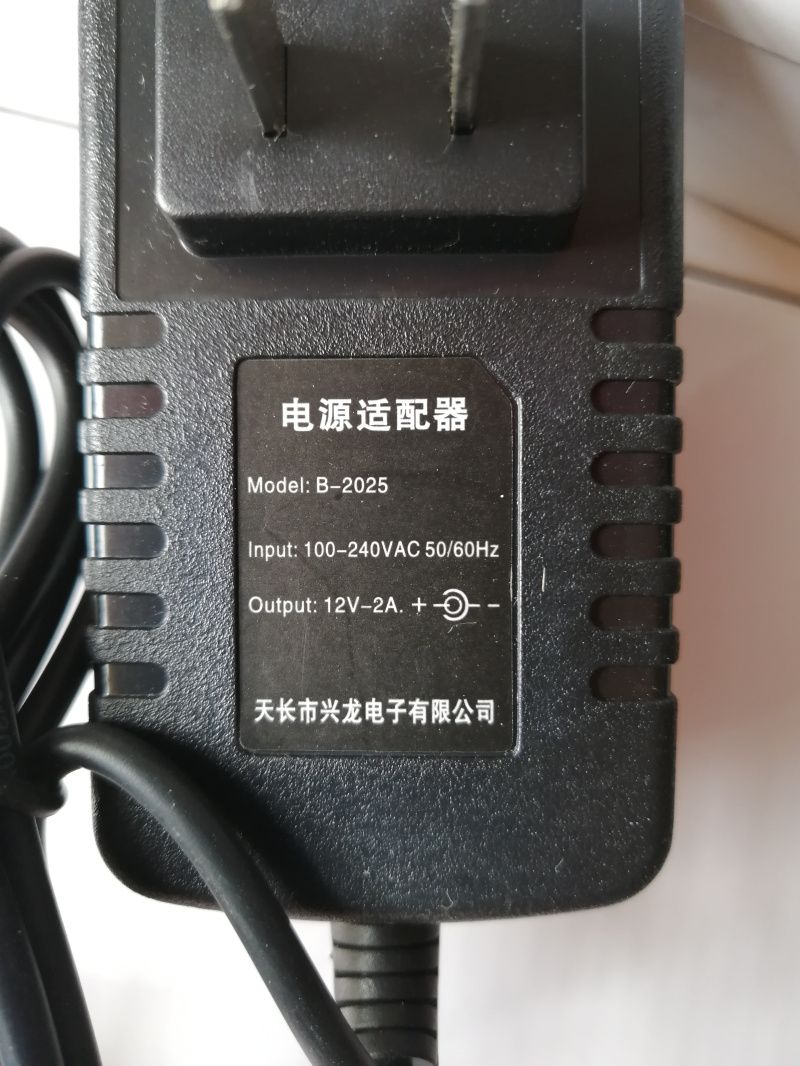 电源适配器
Model: B-2025
Input: 100-240VAC 50/60Hz
Output: 12V-2A. + -
天长市兴龙电子有限公司